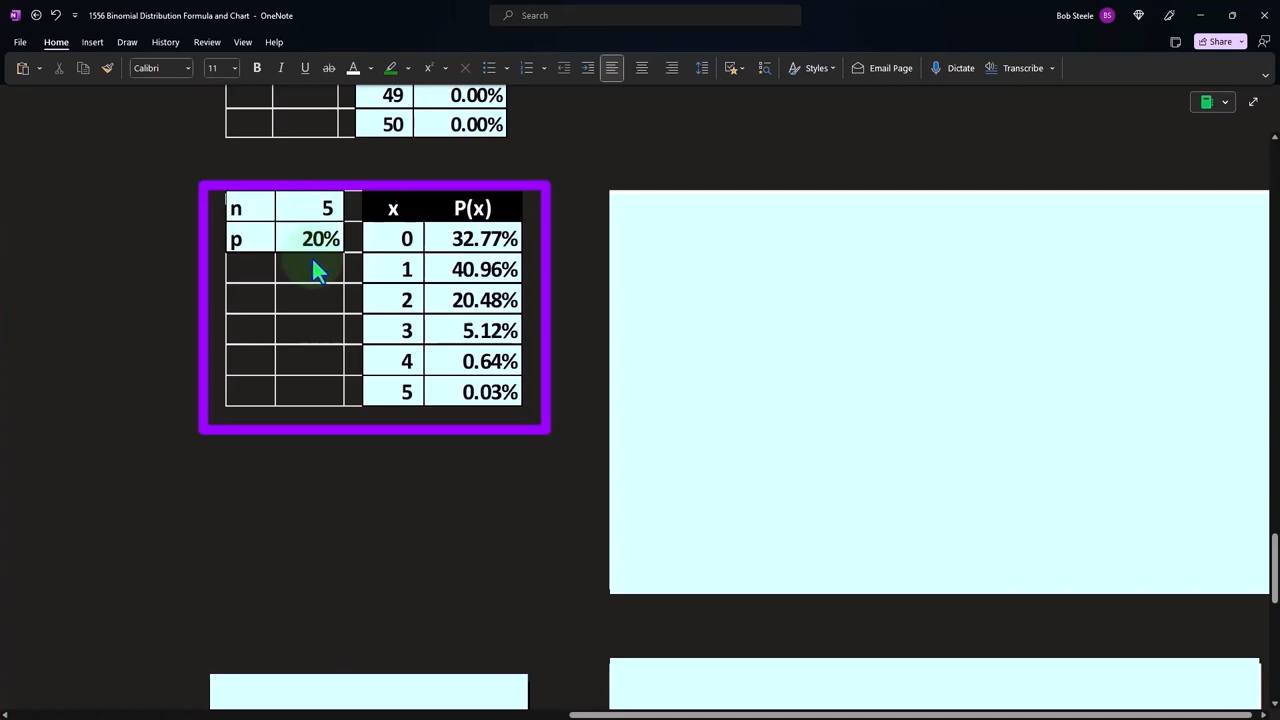 1556 Binomial Distribution Formula and Chart - OneNote
Search
Bob Steele BS
File Home Insert Draw History Review View Help
Share
Calibri 11 B I U ab A Styles Email Page Dictate Transcribe
49 0.00%
50 0.00%
n 5 x P(x)
p 20% 0 32.77%
1 40.96%
2 20.48%
3 5.12%
4 0.64%
5 0.03%